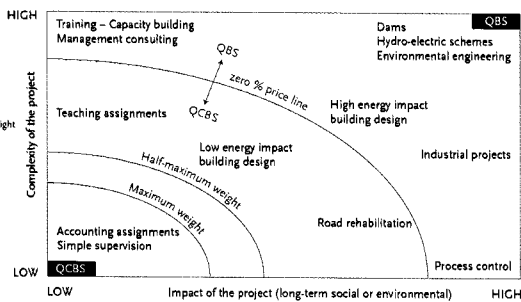 HIGH
QBS
Training – Capacity building
Management consulting
Dams
Hydro-electric schemes
Environmental engineering
QBS
zero % price line
QCBS
Teaching assignments
High energy impact
building design
Low energy impact
building design
Industrial projects
Half-maximum weight
Maximum weight
Road rehabilitation
Accounting assignments
Simple supervision
Process control
Complexity of the project
LOW
QCBS
LOW
Impact of the project (long-term social or environmental)
HIGH